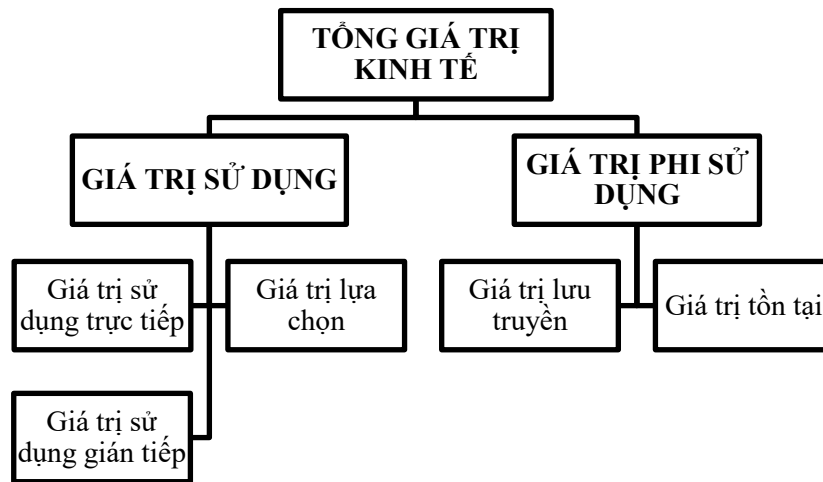 TỔNG GIÁ TRỊ
KINH TẾ
GIÁ TRỊ SỬ DỤNG
GIÁ TRỊ PHI SỬ
DỤNG
Giá trị sử
dụng trực tiếp
Giá trị lựa
chọn
Giá trị lưu
truyền
Giá trị tồn tại
Giá trị sử
dụng gián tiếp